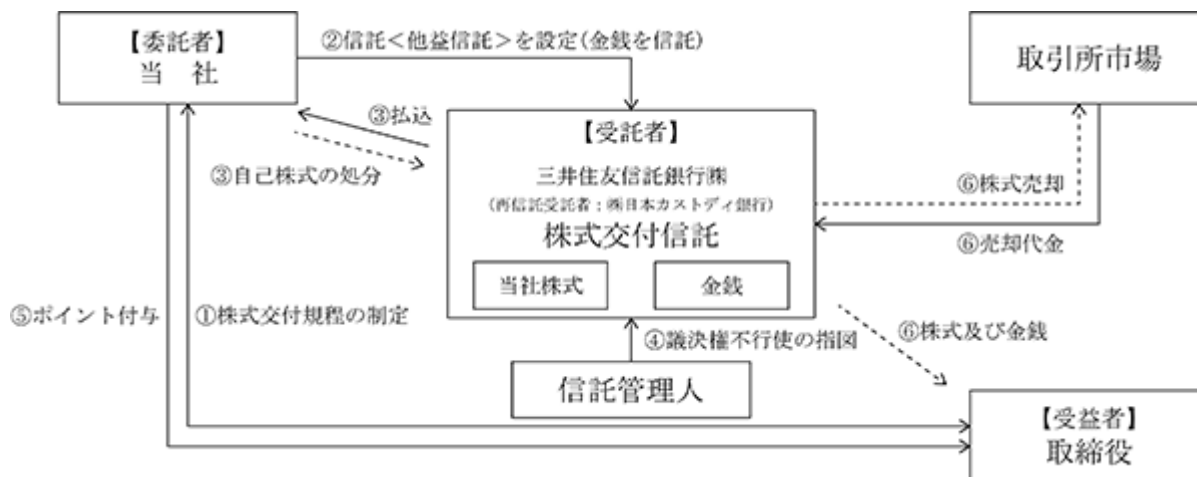 【委託者】
当 社
②信託<他益信託>を設定(金銭を信託)
取引所市場
③払込
③自己株式の処分
【受託者】
三井住友信託銀行㈱
(再信託受託者:㈱日本カストディ銀行)
株式交付信託
当社株式
金銭
⑥株式売却
⑥売却代金
⑤ポイント付与
①株式交付規程の制定
④議決権不行使の指図
⑥株式及び金銭
信託管理人
【受益者】
取締役